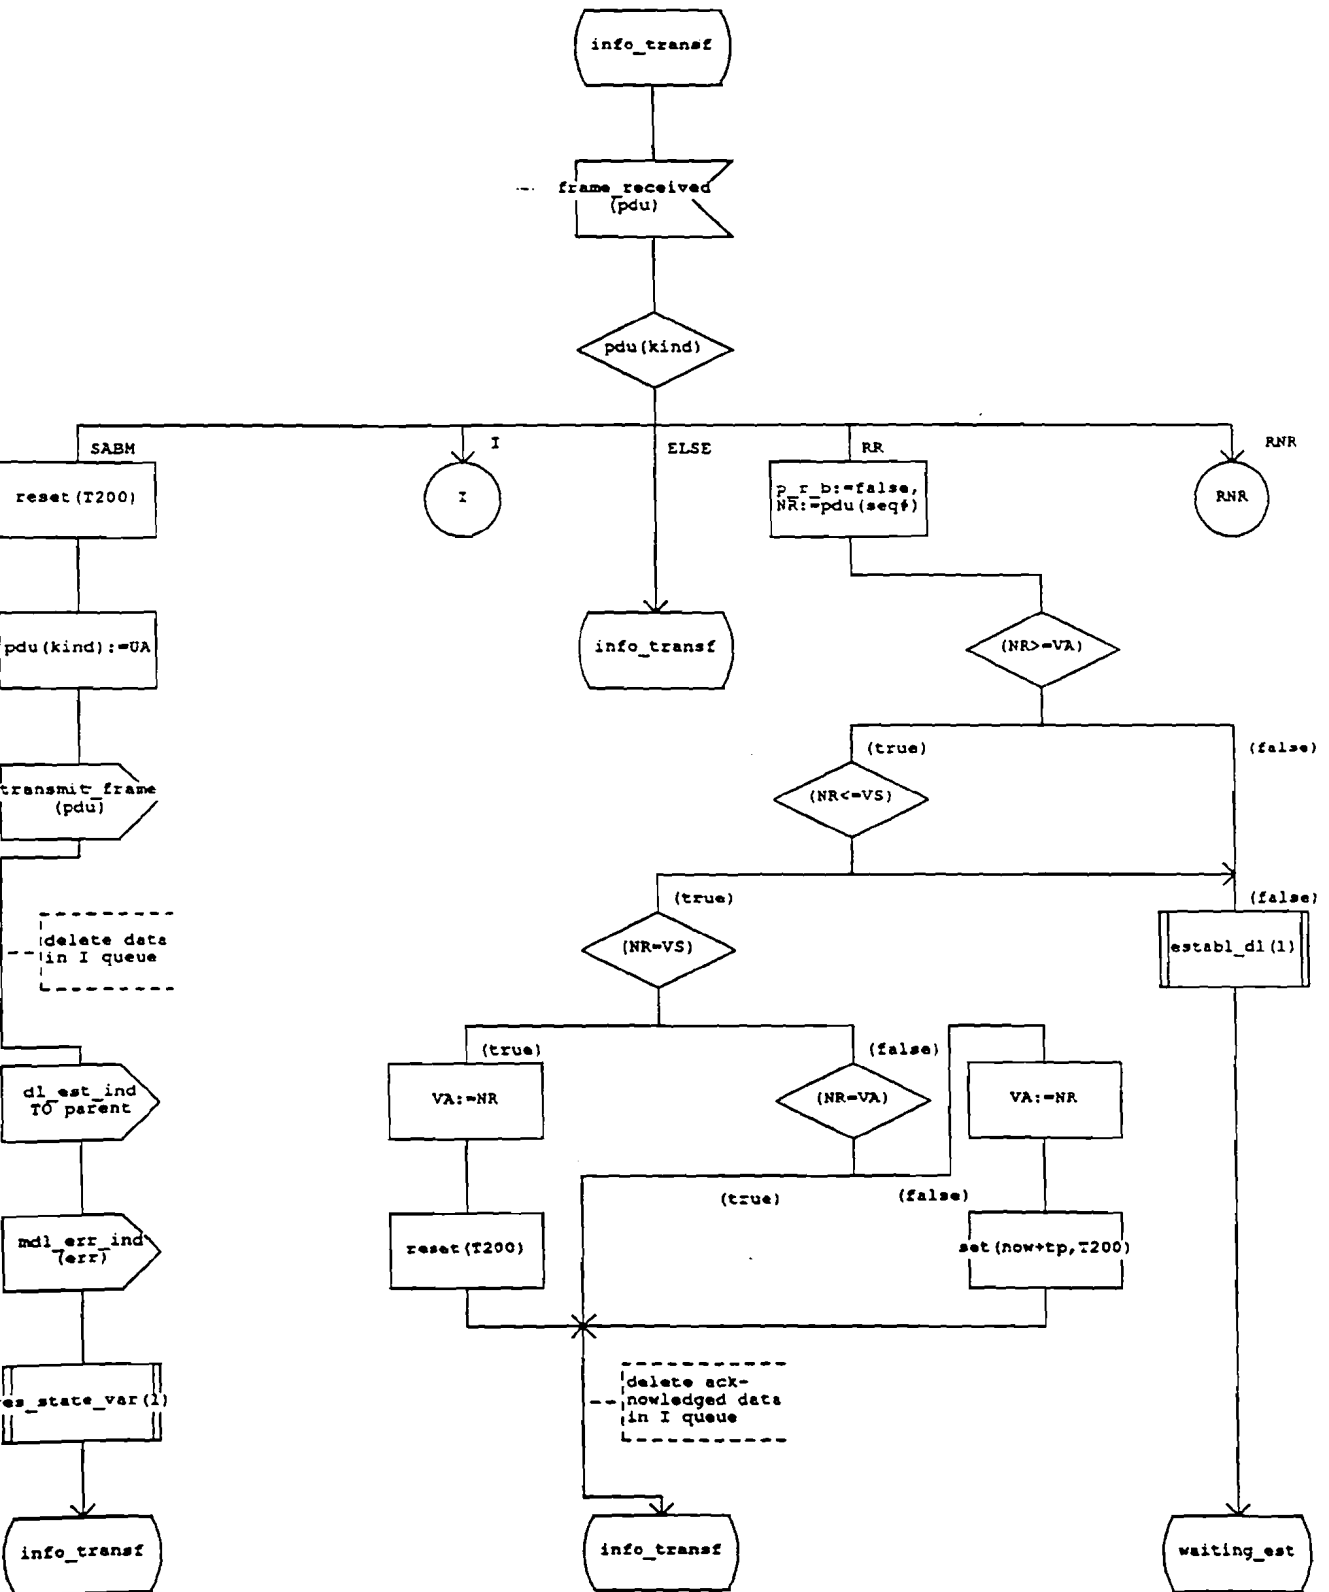 info_transf
frame_received
(pdu)
pdu(kind)
SABM
I
ELSE
RR
RNR
reset(T200)
I
p_r_b:=false,
NR:=pdu(seq#)
RNR
pdu(kind):=UA
info_transf
(NR>=VA)
(true)
(false)
transmit_frame
(pdu)
(NR<=VS)
(true)
(false)
delete data
in I queue
(NR=VS)
establ_dl(1)
(true)
(false)
dl_est_ind
TO parent
VA:=NR
(NR=VA)
VA:=NR
(true)
(false)
mdl_err_ind
(err)
reset(T200)
set(now+tp,T200)
delete ack-
nowledged data
in I queue
es_state_var(1)
info_transf
info_transf
waiting_est